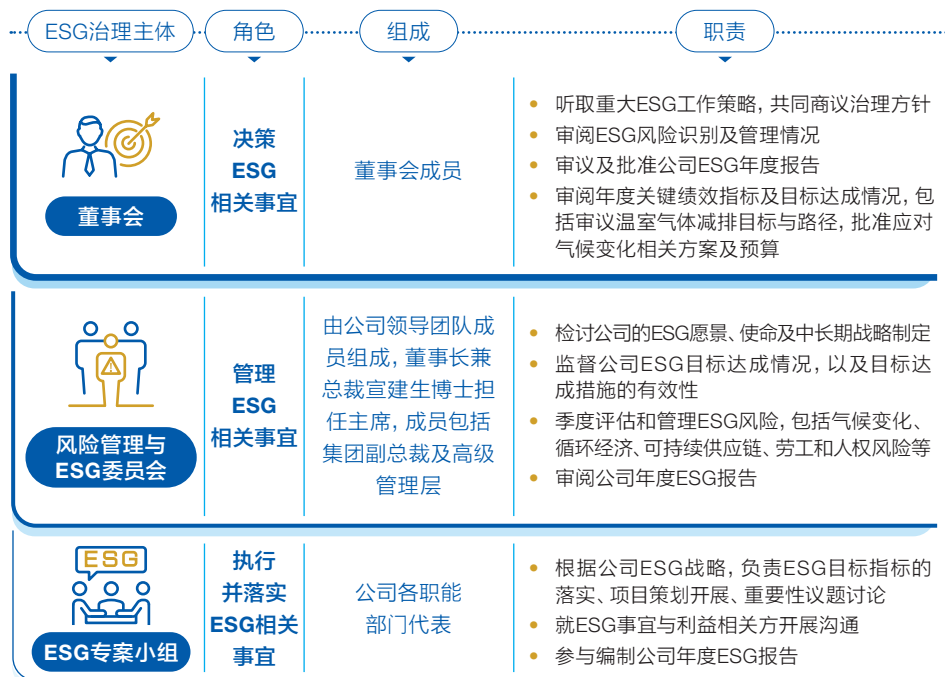 ESG治理主体 角色 组成 职责
董事会
决策
ESG
相关事宜
董事会成员
• 听取重大ESG工作策略，共同商议治理方针
• 审阅ESG风险识别及管理情况
• 审议及批准公司ESG年度报告
• 审阅年度关键绩效指标及目标达成情况，包
括审议温室气体减排目标与路径，批准应对
气候变化相关方案及预算
风险管理与
ESG委员会
管理
ESG
相关事宜
由公司领导团队成
员组成，董事长兼
总裁宣建生博士担
任主席，成员包括
集团副总裁及高级
管理层
• 检讨公司的ESG愿景、使命及中长期战略制定
• 监督公司ESG目标达成情况，以及目标达
成措施的有效性
• 季度评估和管理ESG风险，包括气候变化、
循环经济、可持续供应链、劳工和人权风险等
• 审阅公司年度ESG报告
ESG
ESG专案小组
执行
并落实
ESG相关
事宜
公司各职能
部门代表
• 根据公司ESG战略，负责ESG目标指标的
落实、项目策划开展、重要性议题讨论
• 就ESG事宜与利益相关方开展沟通
• 参与编制公司年度ESG报告